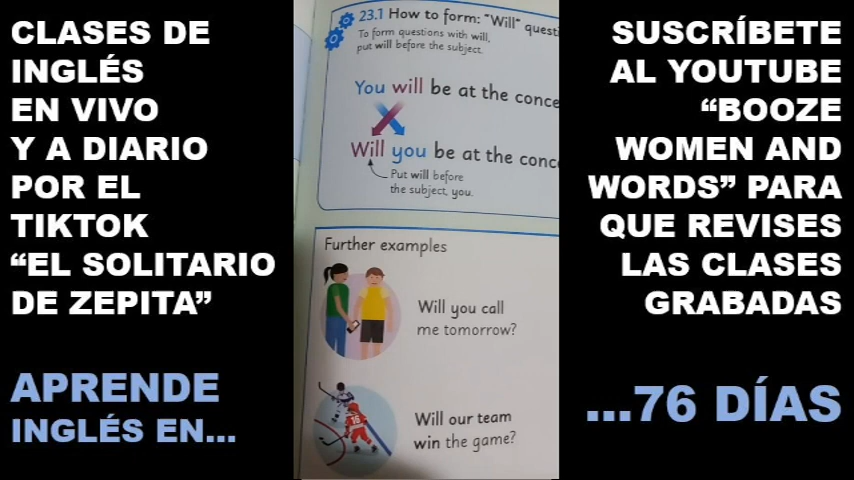 CLASES DE
INGLÉS
EN VIVO
Y A DIARIO
POR EL
TIKTOK
“EL SOLITARIO
DE ZEPITA”
APRENDE
INGLÉS EN...
23.1 How to form: "Will"
To form questions with will,
put will before the subject.
You will be at the
Will you be at the
Put will before
the subject, you.
Further examples
Will you call
me tomorrow?
Will our team
win the game?
SUSCRÍBETE
AL YOUTUBE
“BOOZE
WOMEN AND
WORDS” PARA
QUE REVISES
LAS CLASES
GRABADAS
...76 DÍAS